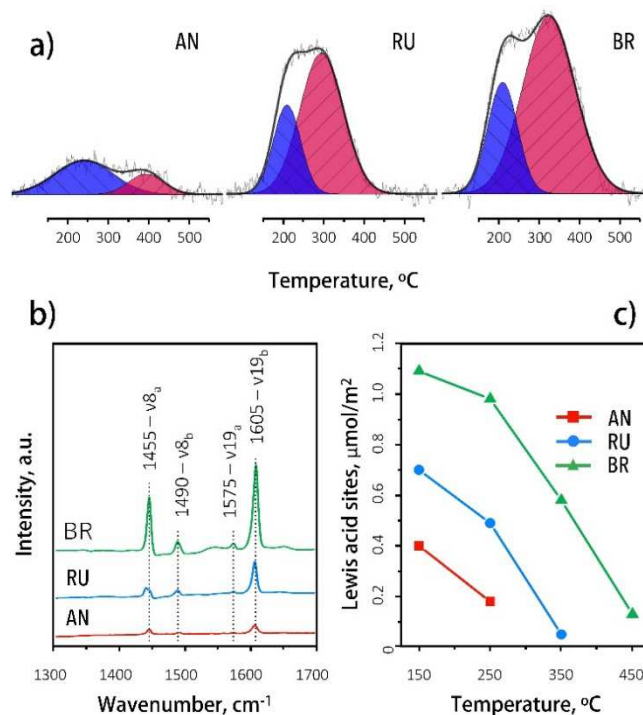 a)
AN
RU
BR
200 300 400 500
200 300 400 500
200 300 400 500
Temperature, ºC
b)
1455 – ν8a
1490 – ν8b
1575 – ν19a
1605 – ν19b
BR
RU
AN
Intensity, a.u.
1300 1400 1500 1600 1700
Wavenumber, cm-1
c)
1.2
1.0
0.8
0.6
0.4
0.2
0
AN
RU
BR
Lewis acid sites, µmol/m²
150 250 350 450
Temperature, ºC